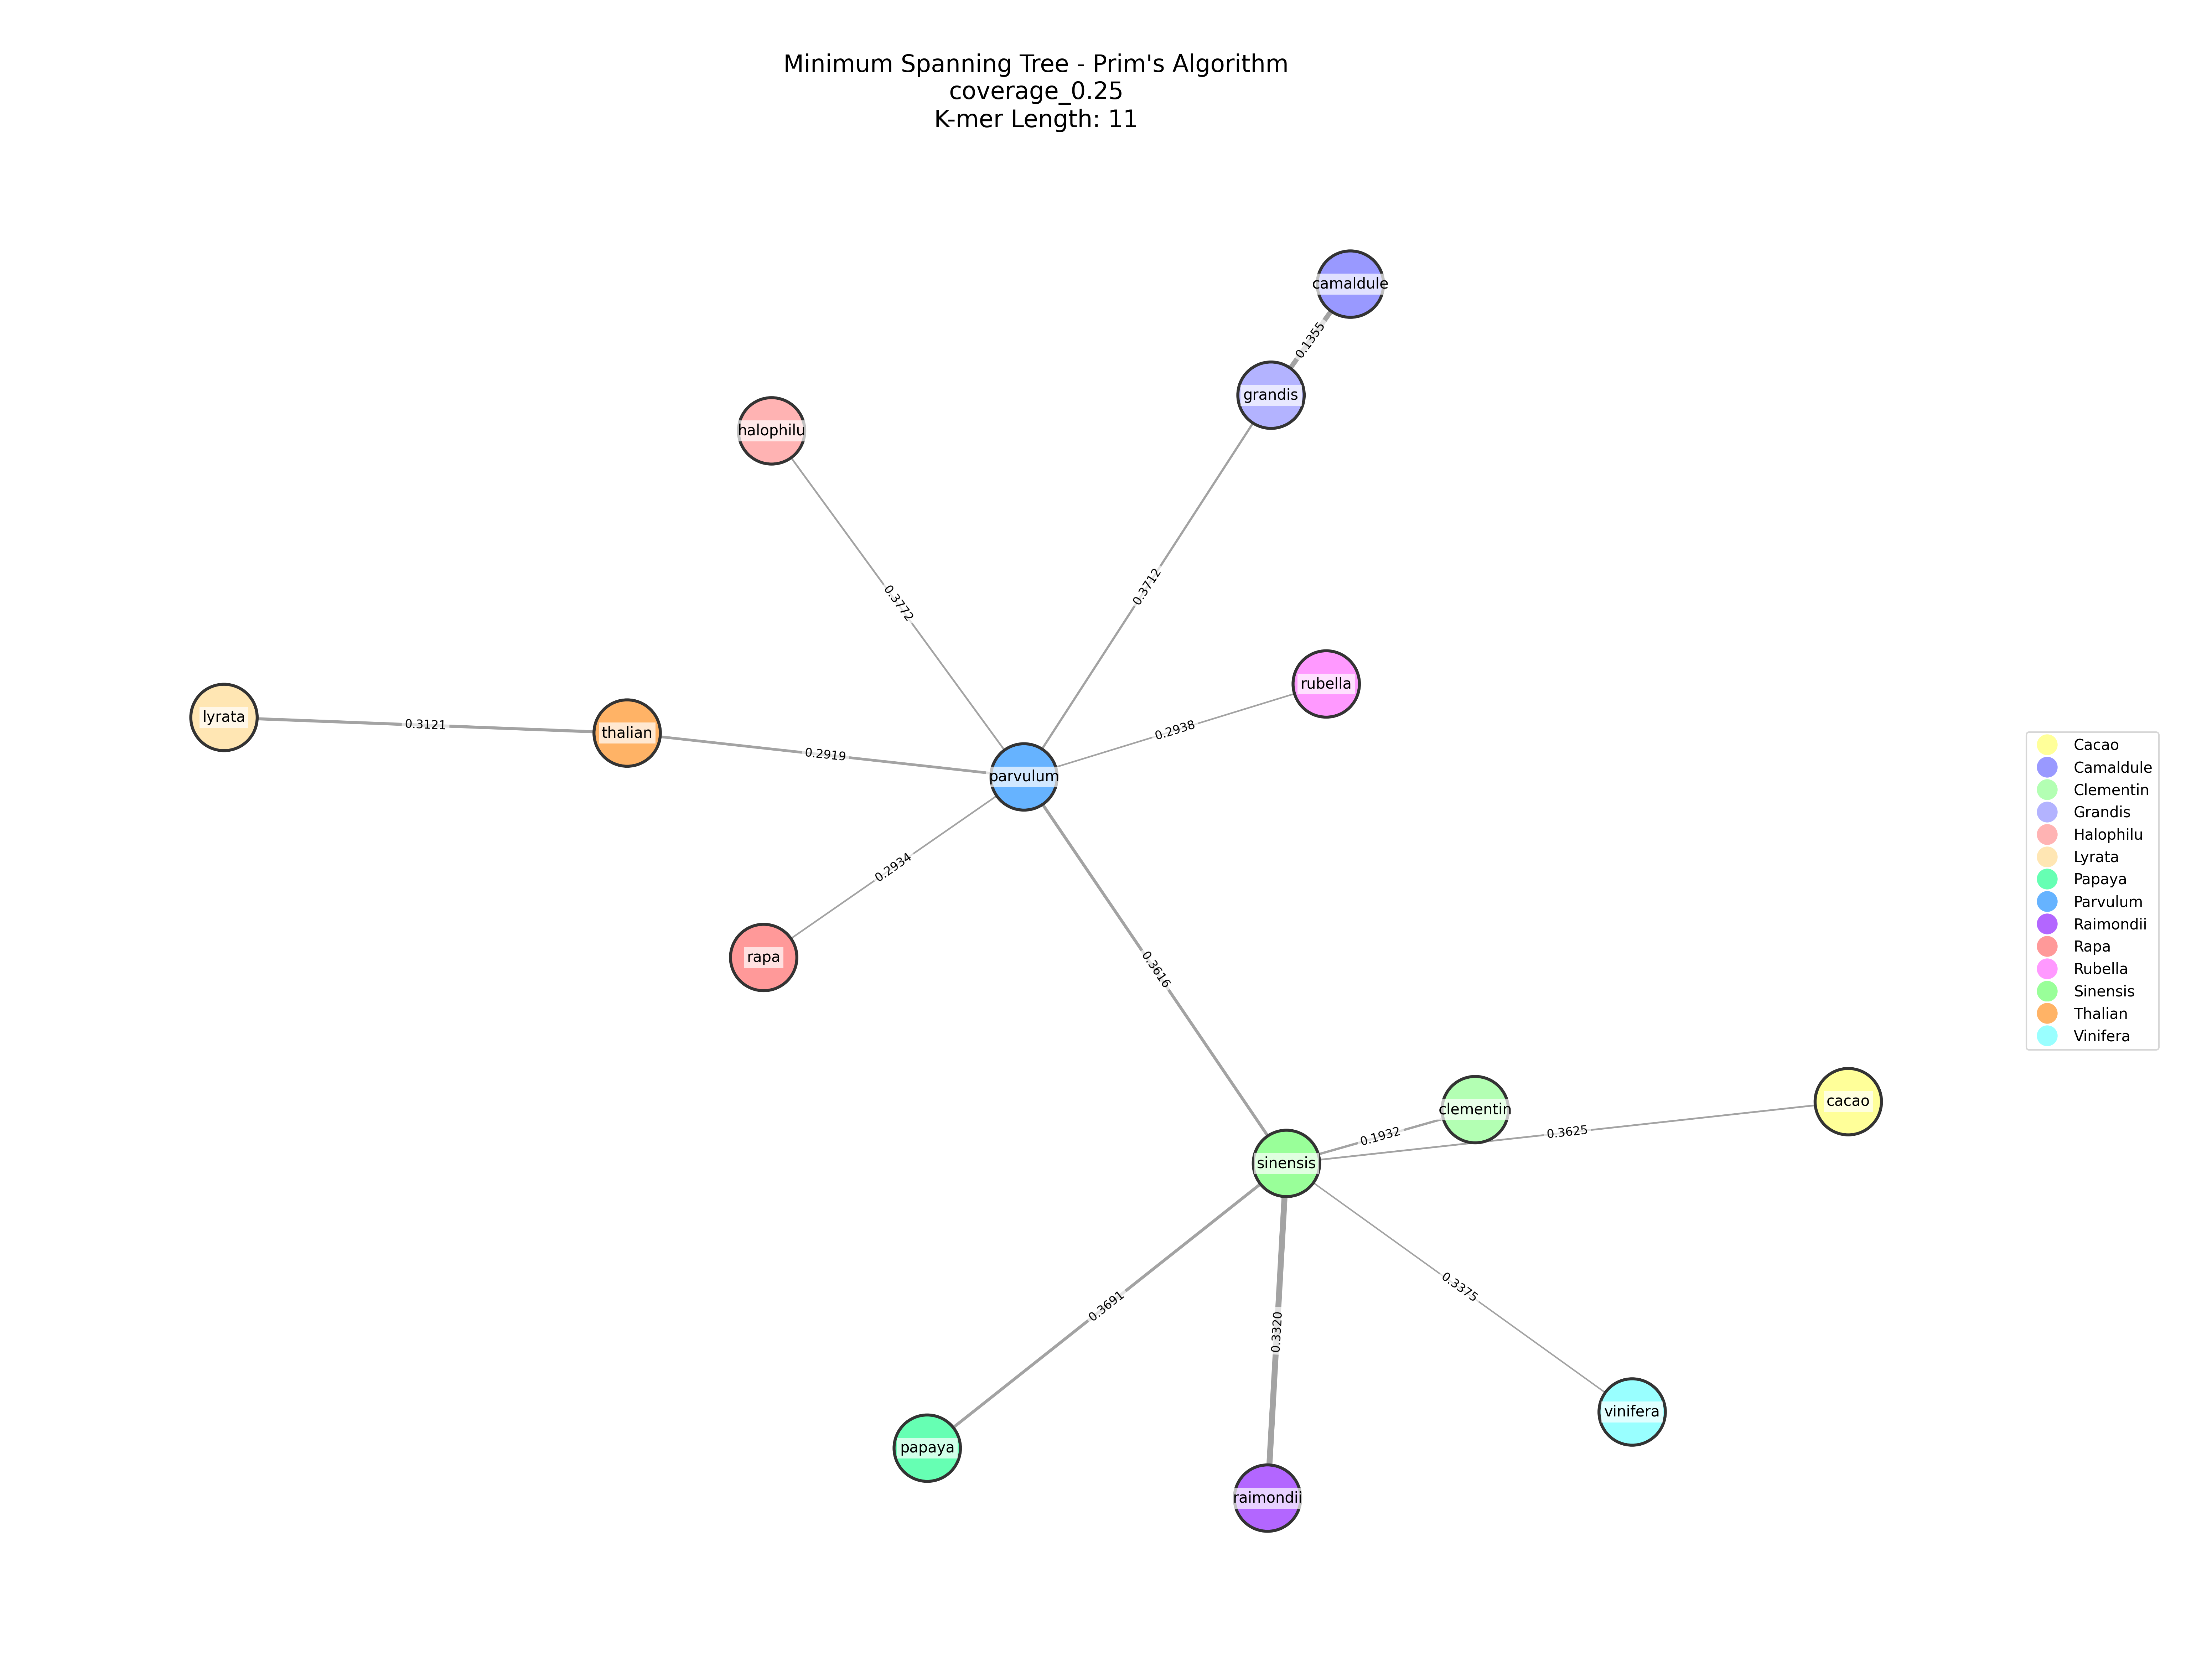 Minimum Spanning Tree - Prim's Algorithm
coverage_0.25
K-mer Length: 11
camaldule
0.1355
grandis
halophilu
0.3772
0.3712
rubella
lyrata
0.3121
thalian
0.2938
0.2919
parvulum
0.2934
rapa
0.3616
clementin
cacao
0.1932
0.3625
sinensis
0.3375
0.3691
0.3320
vinifera
papaya
raimondii
Cacao
Camaldule
Clementin
Grandis
Halophilu
Lyrata
Papaya
Parvulum
Raimondii
Rapa
Rubella
Sinensis
Thalian
Vinifera